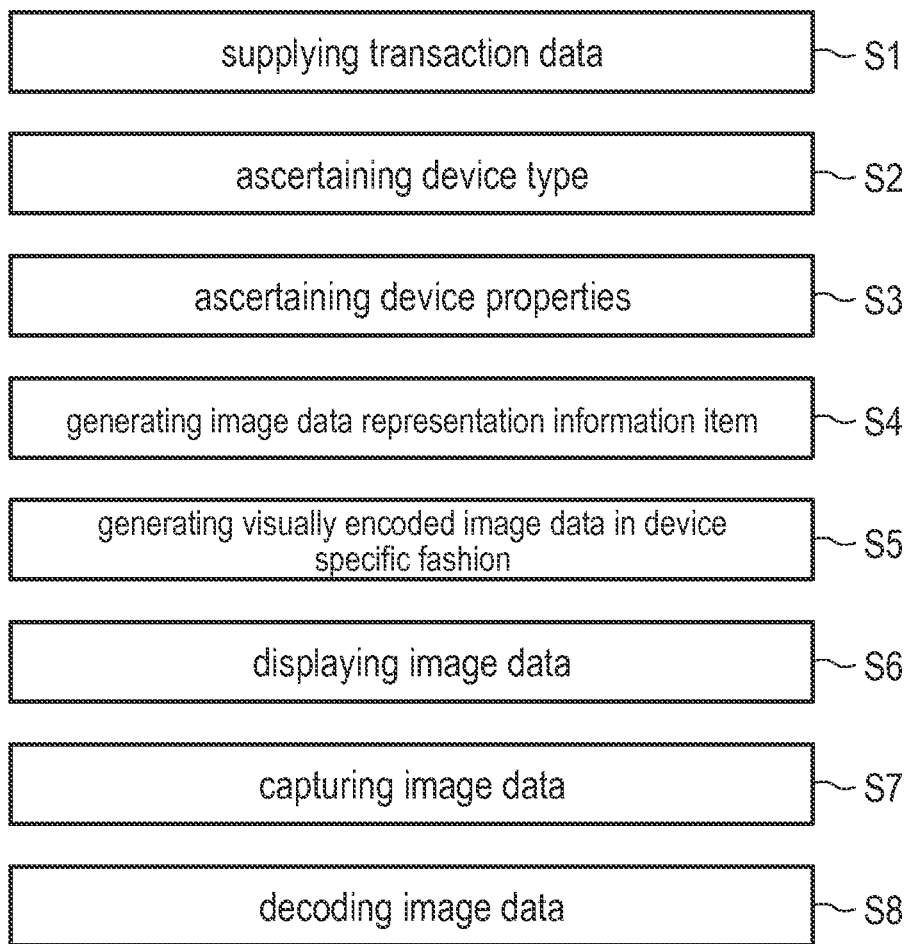 supplying transaction data S1
ascertaining device type S2
ascertaining device properties S3
generating image data representation information item S4
generating visually encoded image data in device
specific fashion S5
displaying image data S6
capturing image data S7
decoding image data S8